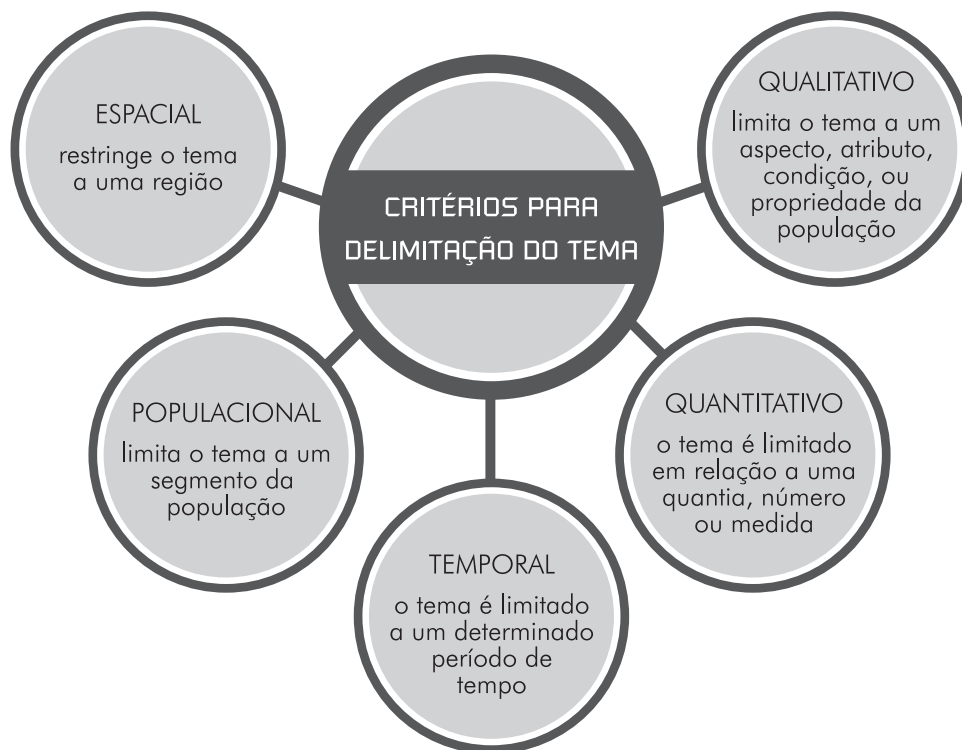 CRITÉRIOS PARA
DELIMITAÇÃO DO TEMA
ESPACIAL
restringe o tema
a uma região
POPULACIONAL
limita o tema a um
segmento da
população
TEMPORAL
o tema é limitado
a um determinado
período de
tempo
QUANTITATIVO
o tema é limitado
em relação a uma
quantia, número
ou medida
QUALITATIVO
limita o tema a um
aspecto, atributo,
condição, ou
propriedade da
população